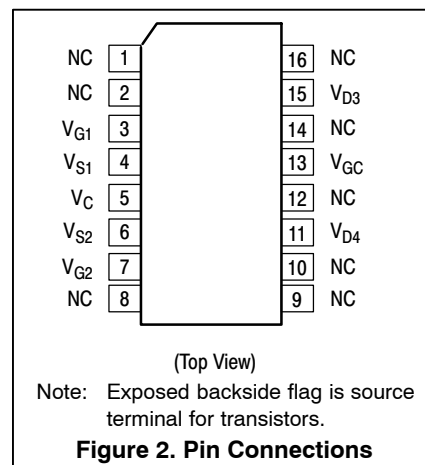 NC 1 16 NC
NC 2 15 VD3
VG1 3 14 NC
VS1 4 13 VGC
VC 5 12 NC
VS2 6 11 VD4
VG2 7 10 NC
NC 8 9 NC
(Top View)
Note: Exposed backside flag is source
terminal for transistors.
Figure 2. Pin Connections